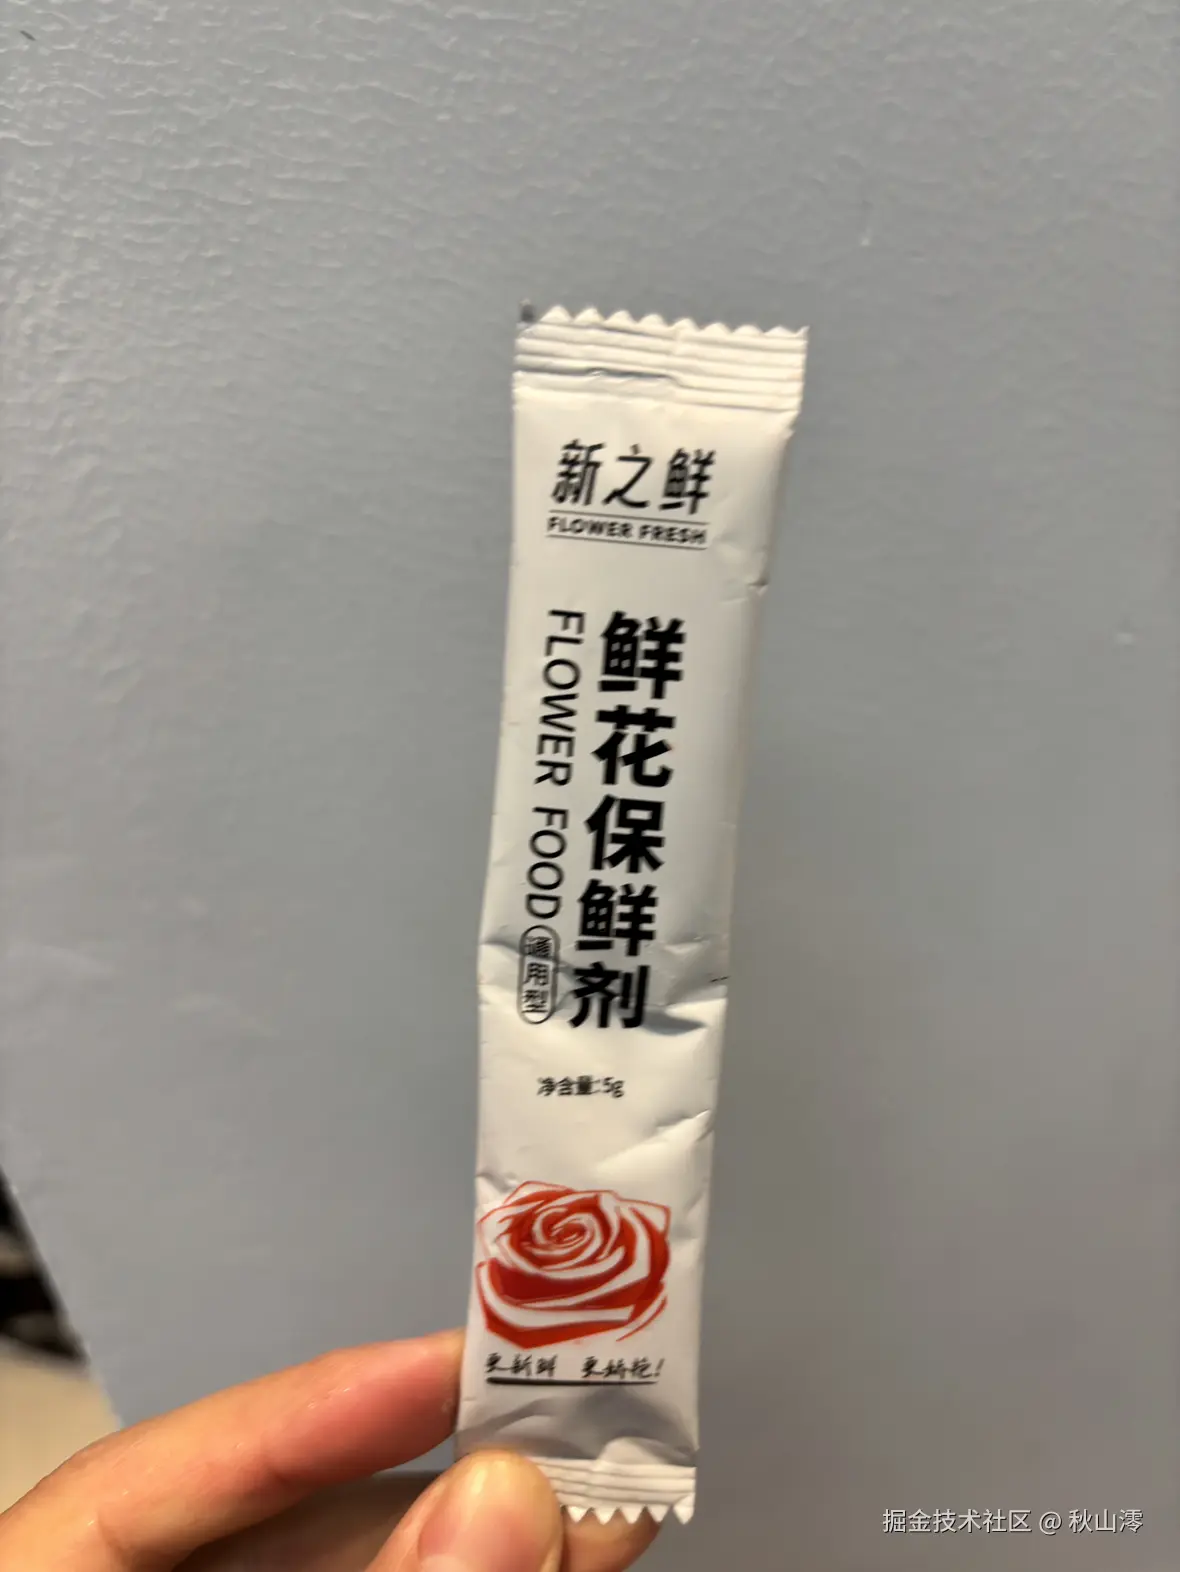 新之鲜
FLOWER FRESH
鲜花保鲜剂
FLOWER FOOD
通用型
净含量:5g
更新鲜 更娇艳!
掘金技术社区 @ 秋山澪